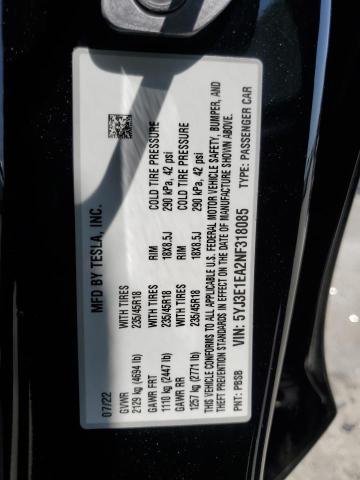 MFD BY TESLA, INC.
07/22
GVWR
2129 kg (4694 lb)
GAWR FRT WITH TIRES RIM COLD TIRE PRESSURE
1110 kg (2447 lb) 235/45R18 18X8.5J 290 kPa, 42 psi
GAWR RR WITH TIRES RIM COLD TIRE PRESSURE
1257 kg (2771 lb) 235/45R18 18X8.5J 290 kPa, 42 psi
THIS VEHICLE CONFORMS TO ALL APPLICABLE U.S. FEDERAL MOTOR VEHICLE SAFETY, BUMPER, AND
THEFT PREVENTION STANDARDS IN EFFECT ON THE DATE OF MANUFACTURE SHOWN ABOVE.
PNT: PBSB VIN: 5YJ3E1EA2NF318085 TYPE: PASSENGER CAR